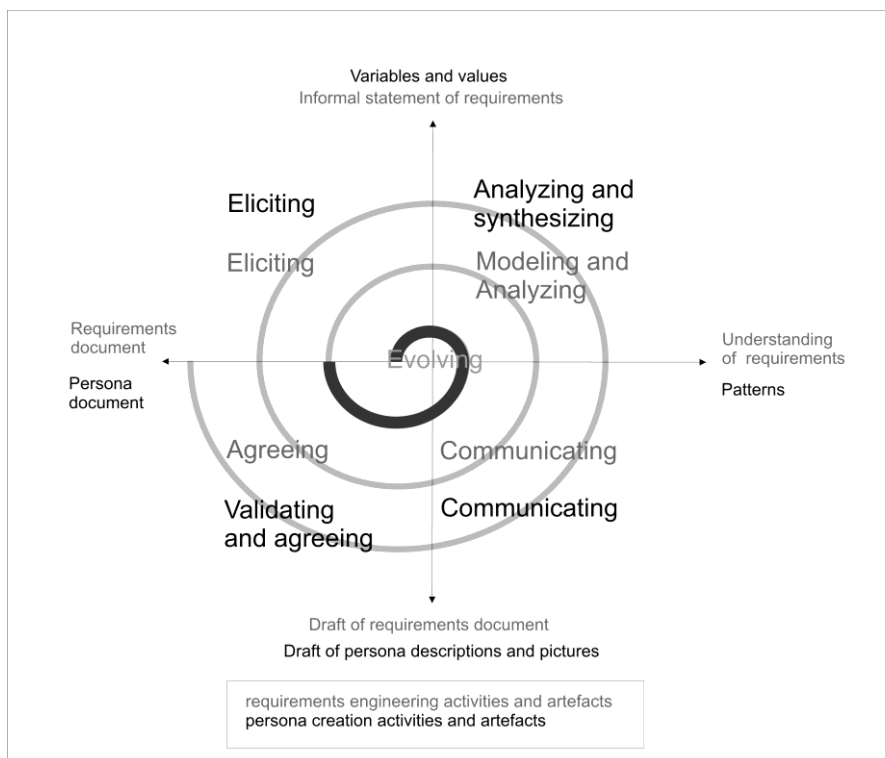 Variables and values
Informal statement of requirements
Eliciting
Analyzing and
synthesizing
Eliciting
Modeling and
Analyzing
Requirements
document
Persona
document
Evolving
Understanding
of requirements
Patterns
Agreeing
Communicating
Validating
and agreeing
Communicating
Draft of requirements document
Draft of persona descriptions and pictures
requirements engineering activities and artefacts
persona creation activities and artefacts